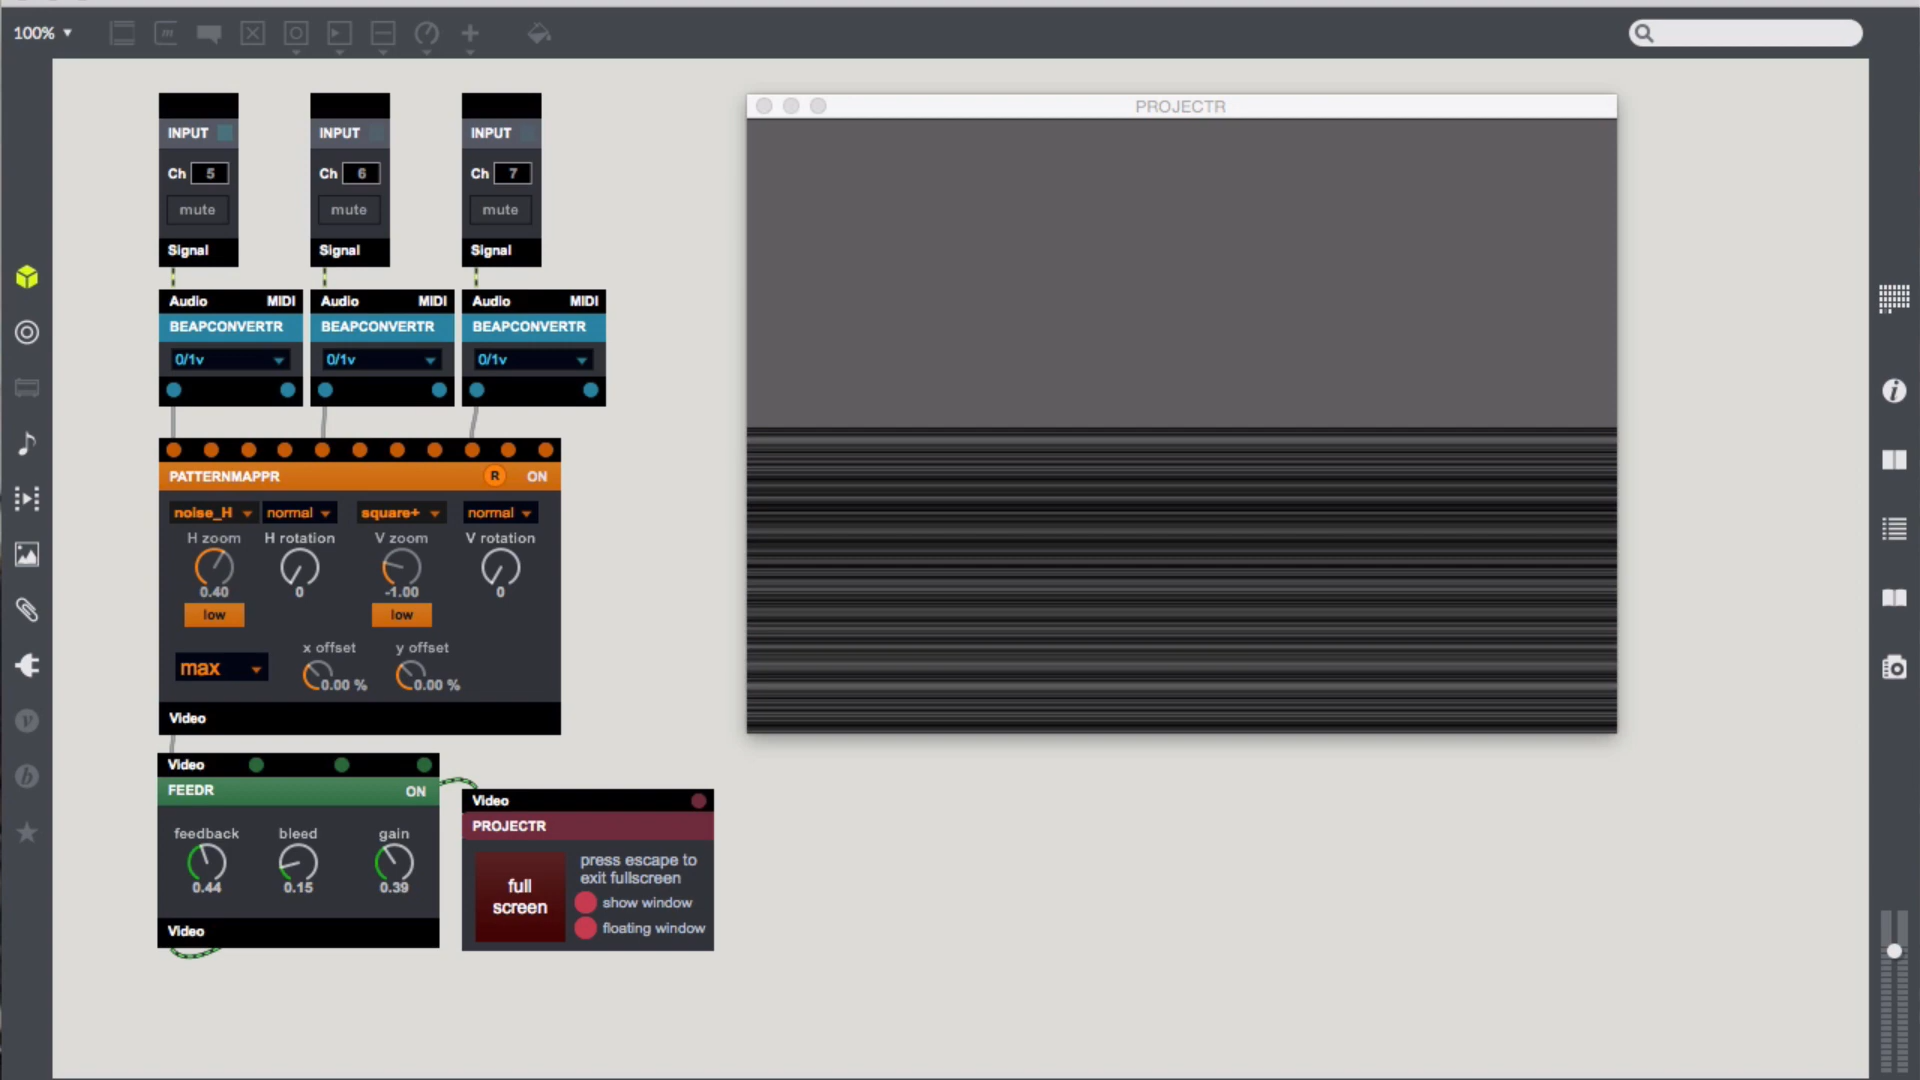 100%
m
PROJECTR
INPUT INPUT INPUT
Ch 5 Ch 6 Ch 7
mute mute mute
Signal Signal Signal
Audio MIDI Audio MIDI Audio MIDI
BEAPCONVERTR BEAPCONVERTR BEAPCONVERTR
0/1v 0/1v 0/1v
PATTERNMAPPR R ON
noise_H normal square+ normal
H zoom H rotation V zoom V rotation
0.40 0 -1.00 0
low low
x offset y offset
max
0.00 % 0.00 %
Video
Video
FEEDR ON
feedback bleed gain
0.44 0.15 0.39
Video
Video
PROJECTR
full
screen
press escape to
exit fullscreen
show window
floating window
i
v
b